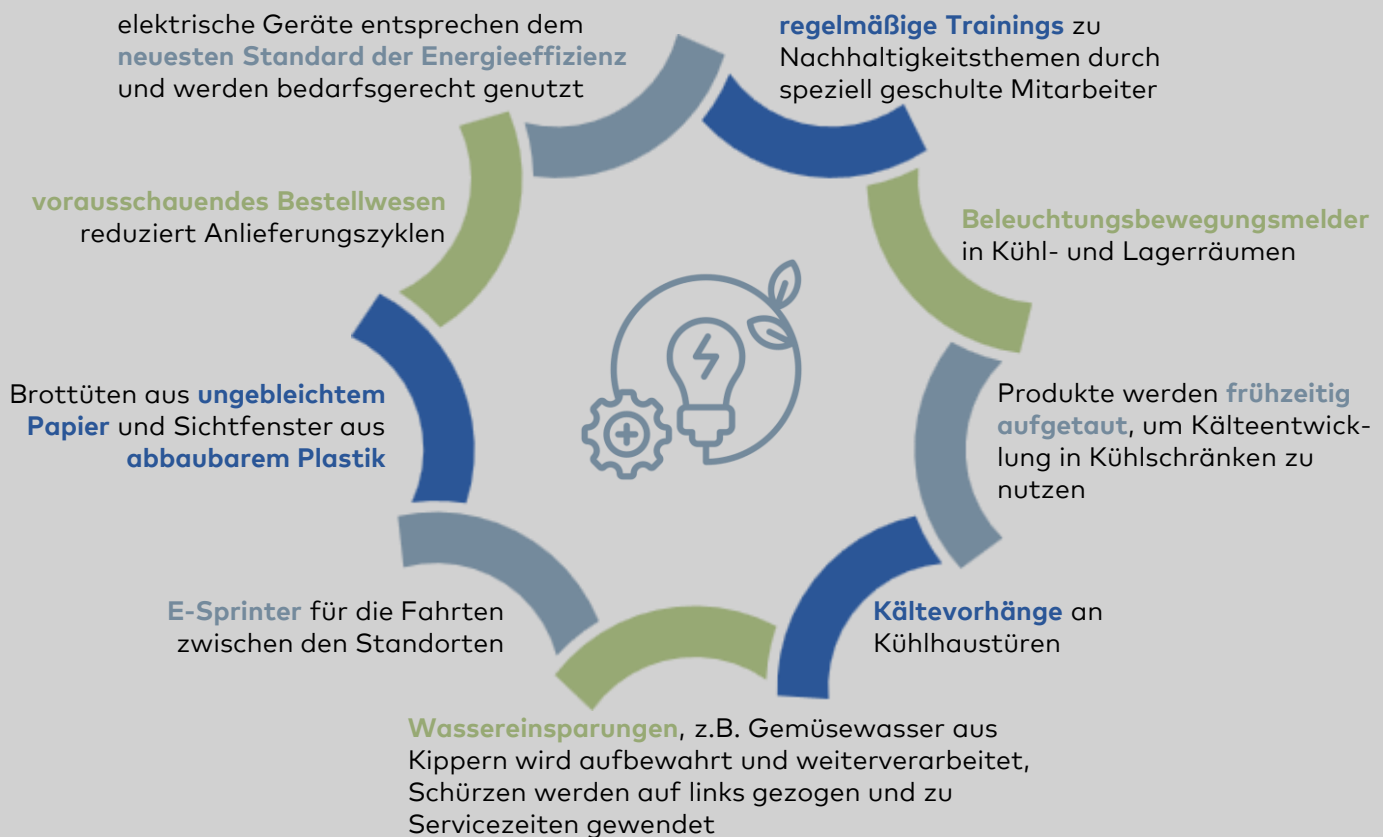 elektrische Geräte entsprechen dem
neuesten Standard der Energieeffizienz
und werden bedarfsgerecht genutzt
regelmäßige Trainings zu
Nachhaltigkeitsthemen durch
speziell geschulte Mitarbeiter
vorausschauendes Bestellwesen
reduziert Anlieferungszyklen
Beleuchtungsbewegungsmelder
in Kühl- und Lagerräumen
Brottüten aus ungebleichtem
Papier und Sichtfenster aus
abbaubarem Plastik
Produkte werden frühzeitig
aufgetaut, um Kälteentwick-
lung in Kühlschränken zu
nutzen
E-Sprinter für die Fahrten
zwischen den Standorten
Kältevorhänge an
Kühlhaustüren
Wassereinsparungen, z.B. Gemüsewasser aus
Kippern wird aufbewahrt und weiterverarbeitet,
Schürzen werden auf links gezogen und zu
Servicezeiten gewendet